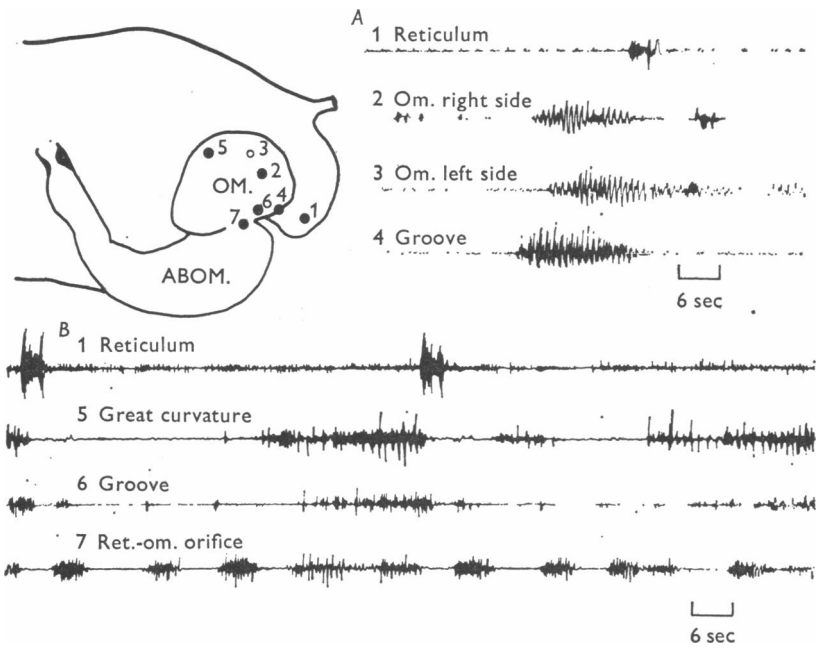 A
1 Reticulum
2 Om. right side
3 Om. left side
4 Groove
6 sec
5
3
2
OM.
6
4
7
1
ABOM.
B
1 Reticulum
5 Great curvature
6 Groove
7 Ret.-om. orifice
6 sec